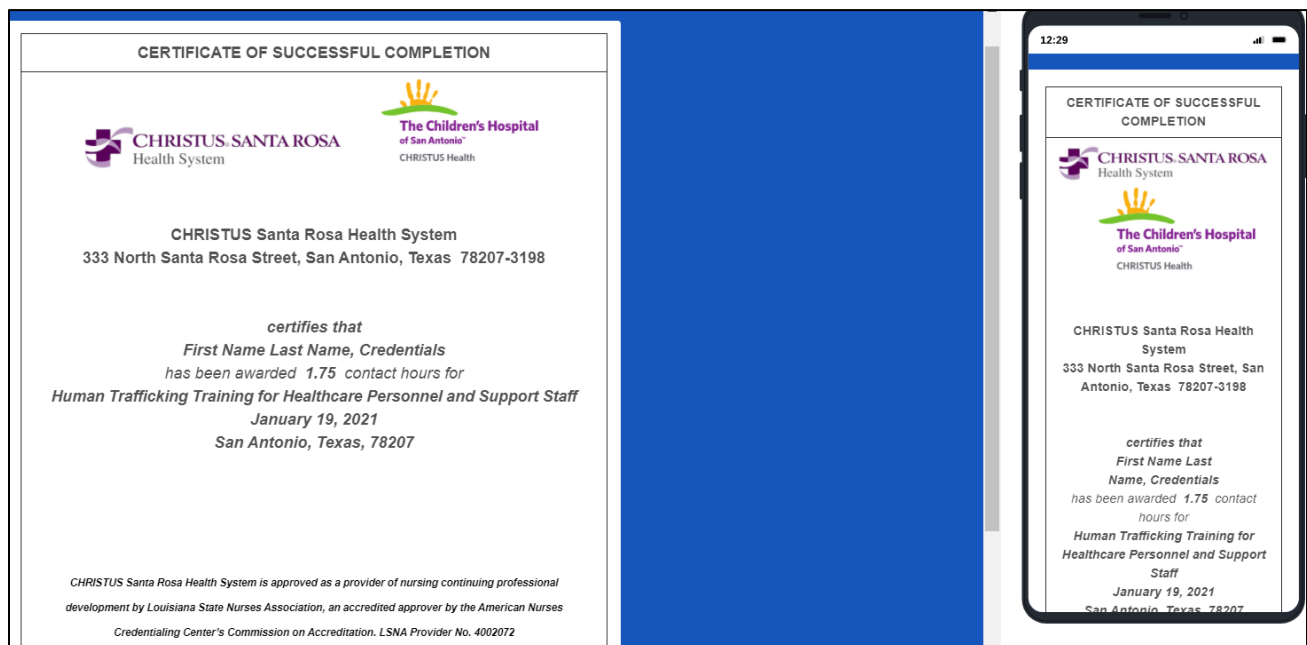 CERTIFICATE OF SUCCESSFUL COMPLETION
CHRISTUS® SANTA ROSA
Health System
The Children's Hospital
of San Antonio™
CHRISTUS Health
CHRISTUS Santa Rosa Health System
333 North Santa Rosa Street, San Antonio, Texas 78207-3198
certifies that
First Name Last Name, Credentials
has been awarded 1.75 contact hours for
Human Trafficking Training for Healthcare Personnel and Support Staff
January 19, 2021
San Antonio, Texas, 78207
CHRISTUS Santa Rosa Health System is approved as a provider of nursing continuing professional
development by Louisiana State Nurses Association, an accredited approver by the American Nurses
Credentialing Center's Commission on Accreditation. LSNA Provider No. 4002072
12:29
CERTIFICATE OF SUCCESSFUL
COMPLETION
CHRISTUS® SANTA ROSA
Health System
The Children's Hospital
of San Antonio™
CHRISTUS Health
CHRISTUS Santa Rosa Health
System
333 North Santa Rosa Street, San
Antonio, Texas 78207-3198
certifies that
First Name Last
Name, Credentials
has been awarded 1.75 contact
hours for
Human Trafficking Training for
Healthcare Personnel and Support
Staff
January 19, 2021
San Antonio, Texas, 78207